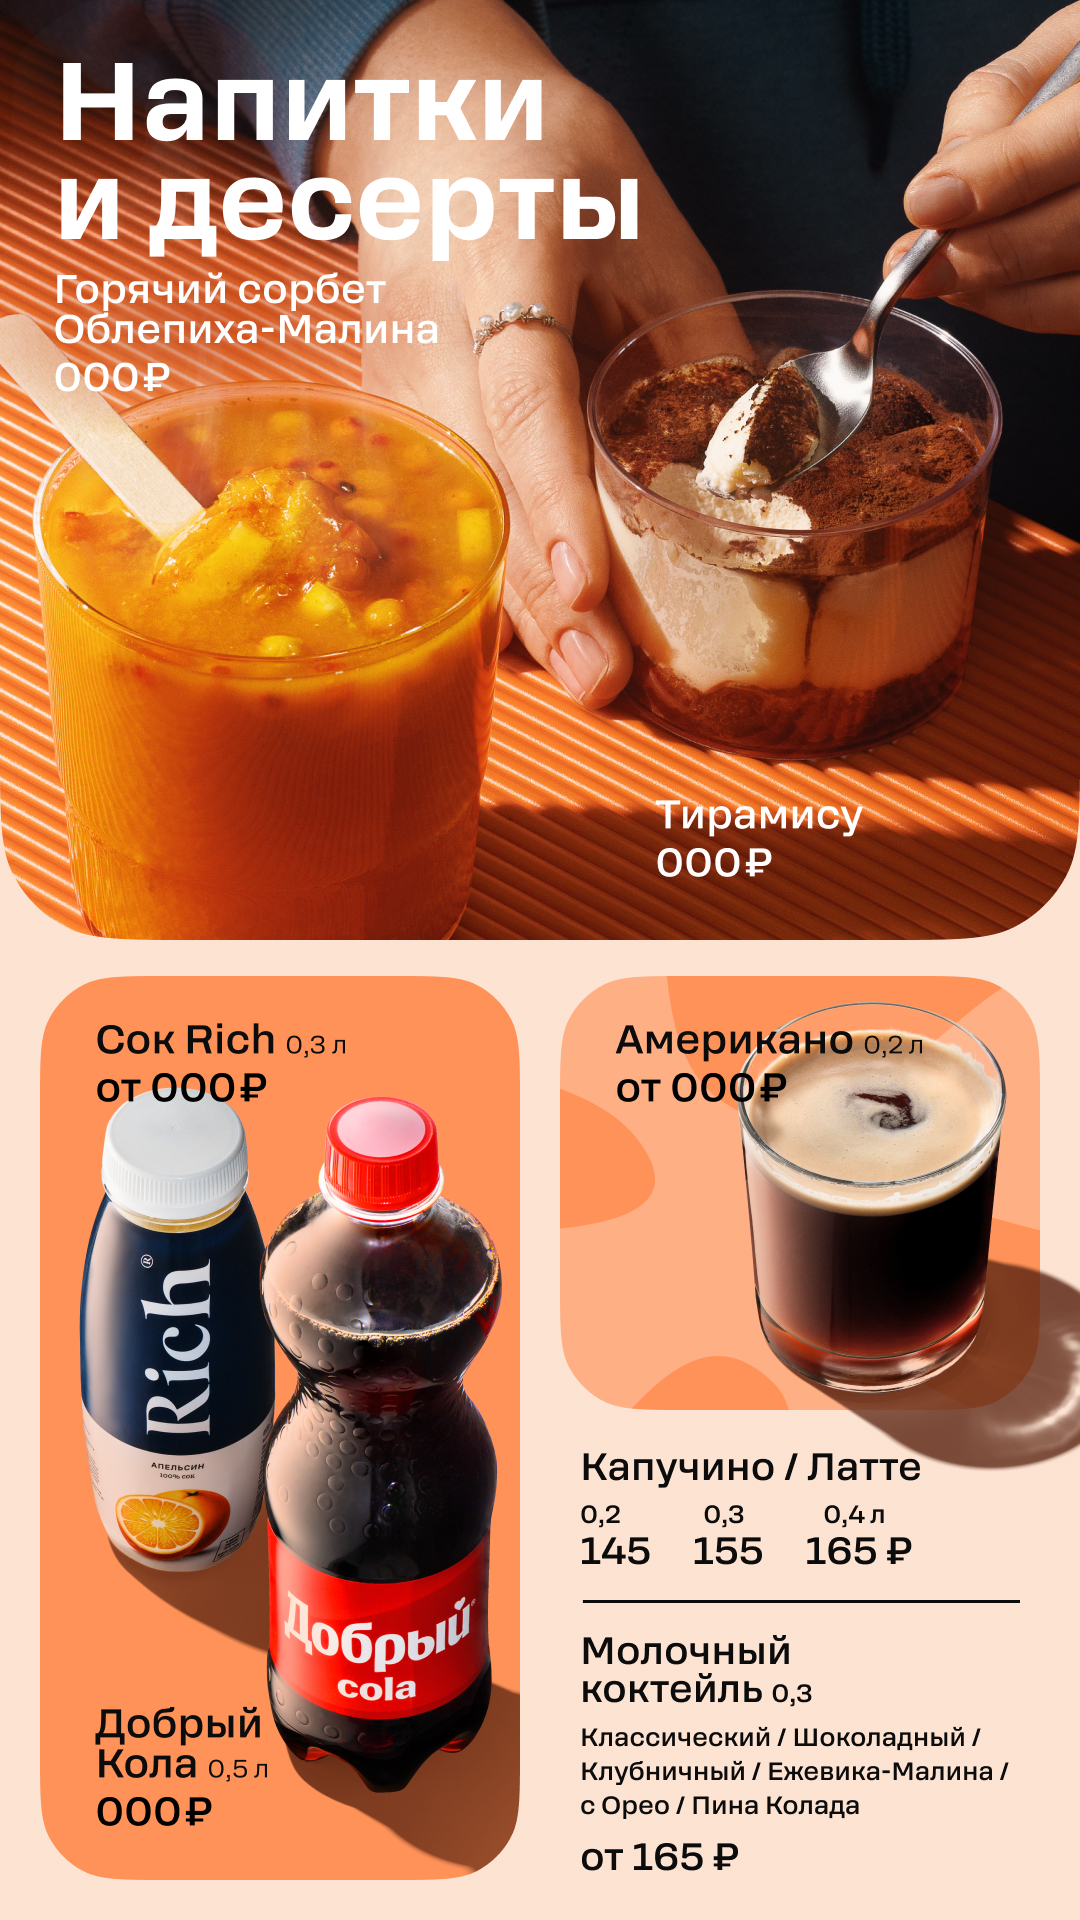 Напитки
и десерты
Горячий сорбет
Облепиха-Малина
000₽
Тирамису
000₽
Сок Rich 0,3 л
от 000₽
Rich®
АПЕЛЬСИН
100% сок
Добрый
cola
Добрый
Кола 0,5 л
000₽
Американо 0,2 л
от 000₽
Капучино / Латте
0,2 0,3 0,4 л
145 155 165 ₽
Молочный
коктейль 0,3
Классический / Шоколадный /
Клубничный / Ежевика-Малина /
с Орео / Пина Колада
от 165 ₽